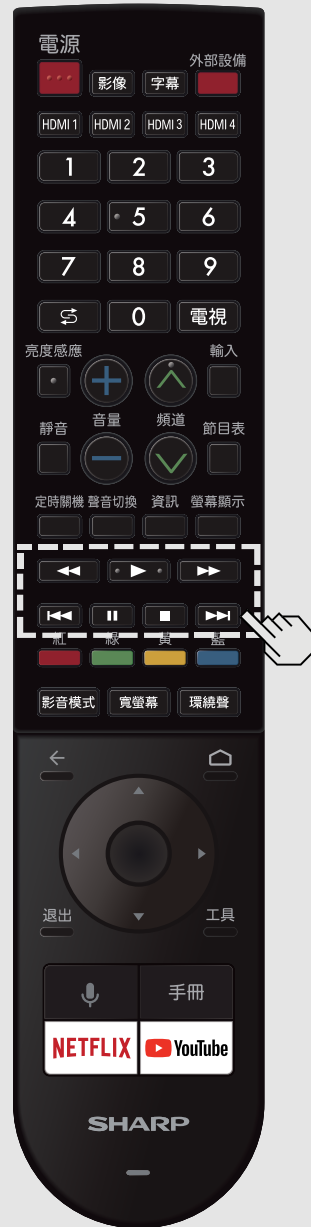 電源
外部設備
影像 字幕
HDMI 1 HDMI 2 HDMI 3 HDMI 4
1 2 3
4 5 6
7 8 9
0 電視
亮度感應 輸入
音量 頻道
靜音 節目表
定時關機 聲音切換 資訊 螢幕顯示
紅 綠 黃 藍
影音模式 寬螢幕 環繞聲
退出 工具
手冊
NETFLIX YouTube
SHARP